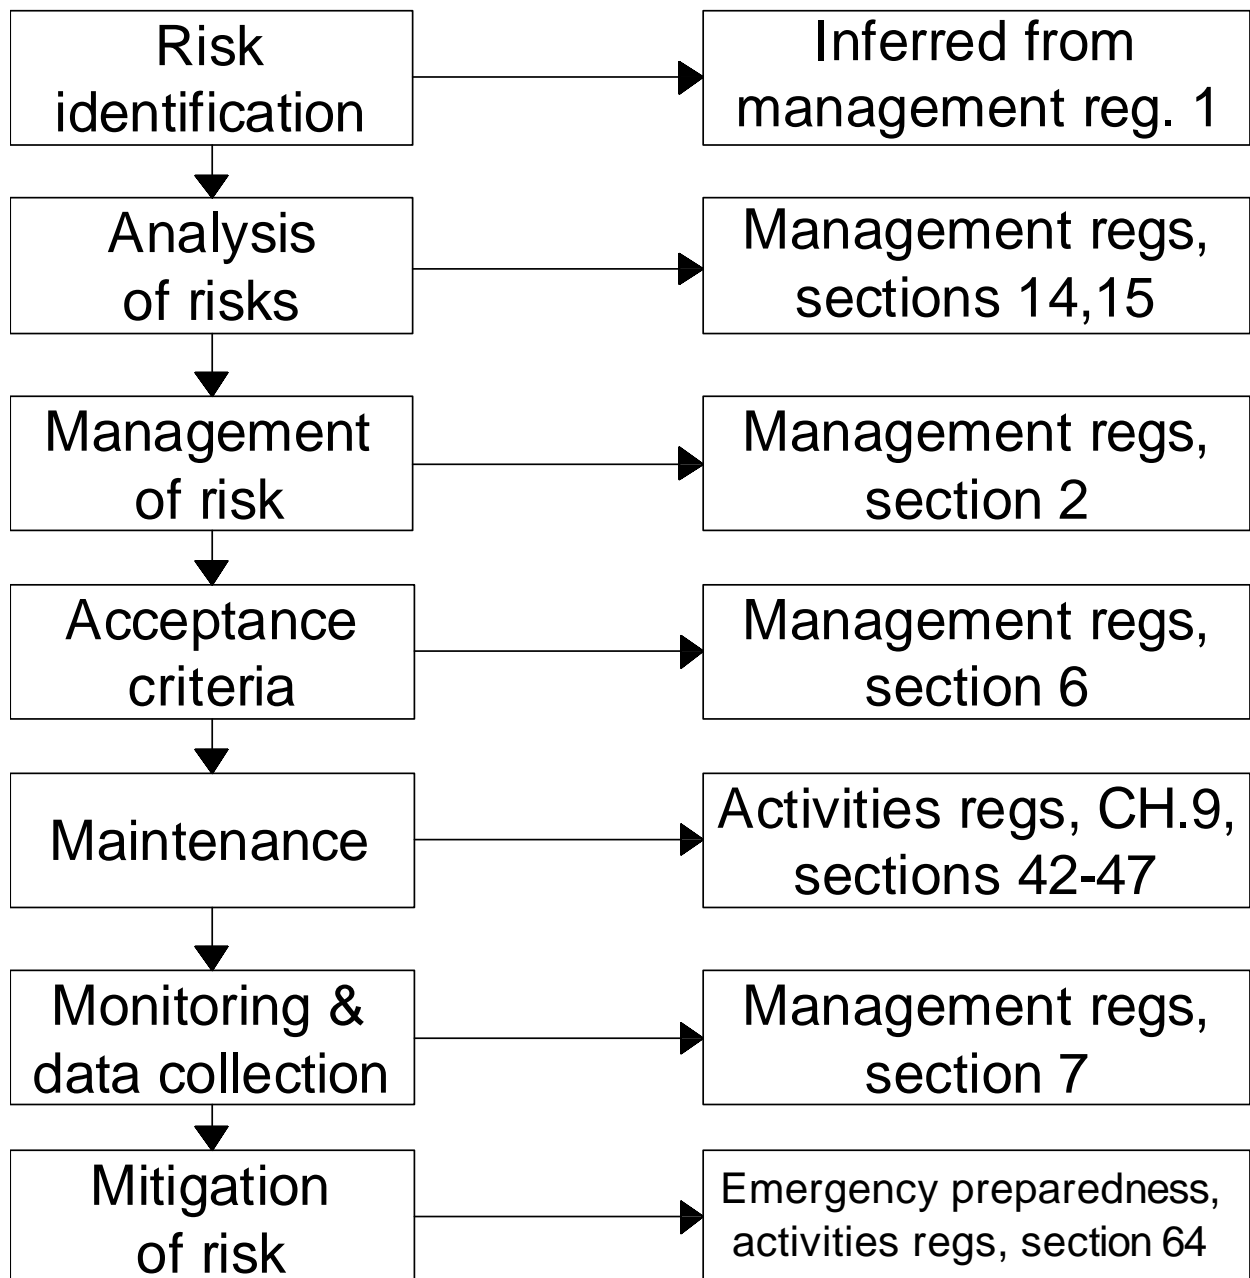 Risk
identification
Inferred from
management reg. 1
Analysis
of risks
Management regs,
sections 14,15
Management
of risk
Management regs,
section 2
Acceptance
criteria
Management regs,
section 6
Maintenance
Activities regs, CH.9,
sections 42-47
Monitoring &
data collection
Management regs,
section 7
Mitigation
of risk
Emergency preparedness,
activities regs, section 64